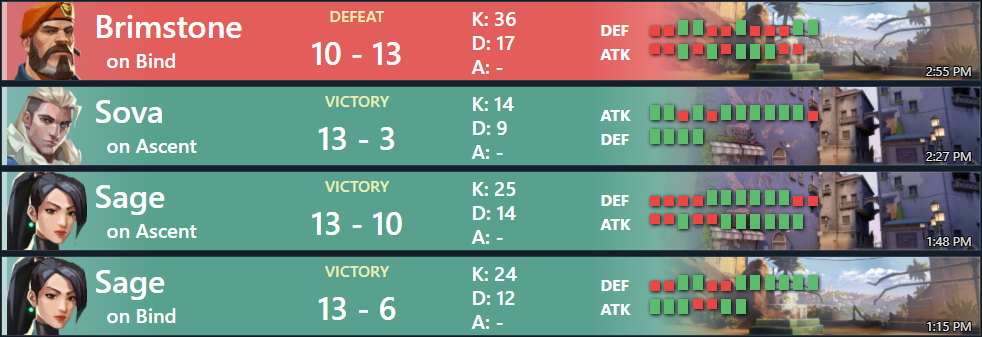 Brimstone
on Bind
DEFEAT
10 - 13
K: 36
D: 17
A: -
DEF
ATK
2:55 PM
Sova
on Ascent
VICTORY
13 - 3
K: 14
D: 9
A: -
ATK
DEF
2:27 PM
Sage
on Ascent
VICTORY
13 - 10
K: 25
D: 14
A: -
DEF
ATK
1:48 PM
Sage
on Bind
VICTORY
13 - 6
K: 24
D: 12
A: -
DEF
ATK
1:15 PM